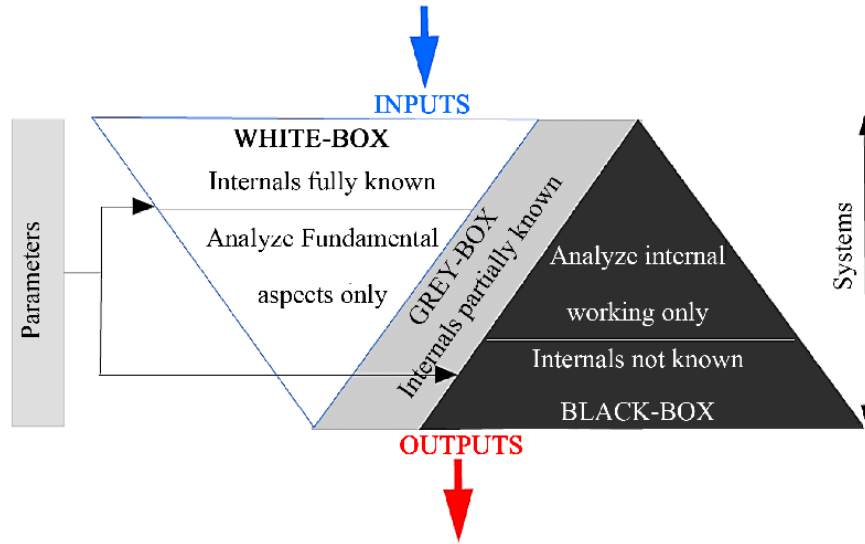 INPUTS
Parameters
WHITE-BOX
Internals fully known
Analyze Fundamental
aspects only
GREY-BOX
Internals partially known
Analyze internal
working only
Internals not known
BLACK-BOX
Systems
OUTPUTS